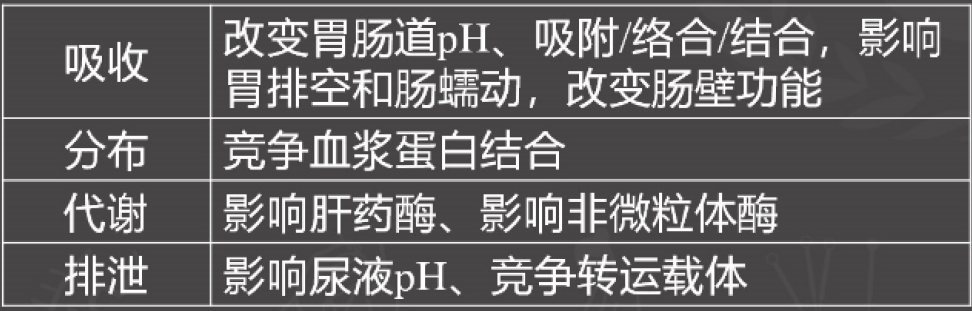 吸收
改变胃肠道pH、吸附/络合/结合，影响
胃排空和肠蠕动，改变肠壁功能
分布
竞争血浆蛋白结合
代谢
影响肝药酶、影响非微粒体酶
排泄
影响尿液pH、竞争转运载体